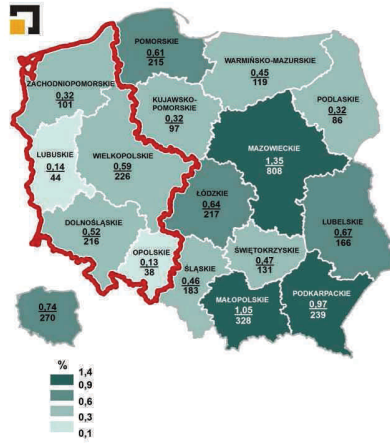 POMORSKIE
0,61
215
WARMIŃSKO-MAZURSKIE
0,45
119
ZACHODNIOPOMORSKIE
0,32
101
KUJAWSKO-
POMORSKIE
0,32
97
PODLASKIE
0,32
86
MAZOWIECKIE
1,35
808
LUBUSKIE
0,14
44
WIELKOPOLSKIE
0,59
226
ŁÓDZKIE
0,64
217
LUBELSKIE
0,67
166
DOLNOŚLĄSKIE
0,52
216
OPOLSKIE
0,13
38
ŚLĄSKIE
0,46
183
ŚWIĘTOKRZYSKIE
0,47
131
MAŁOPOLSKIE
1,05
328
PODKARPACKIE
0,97
239
0,74
270
%
1,4
0,9
0,6
0,3
0,1